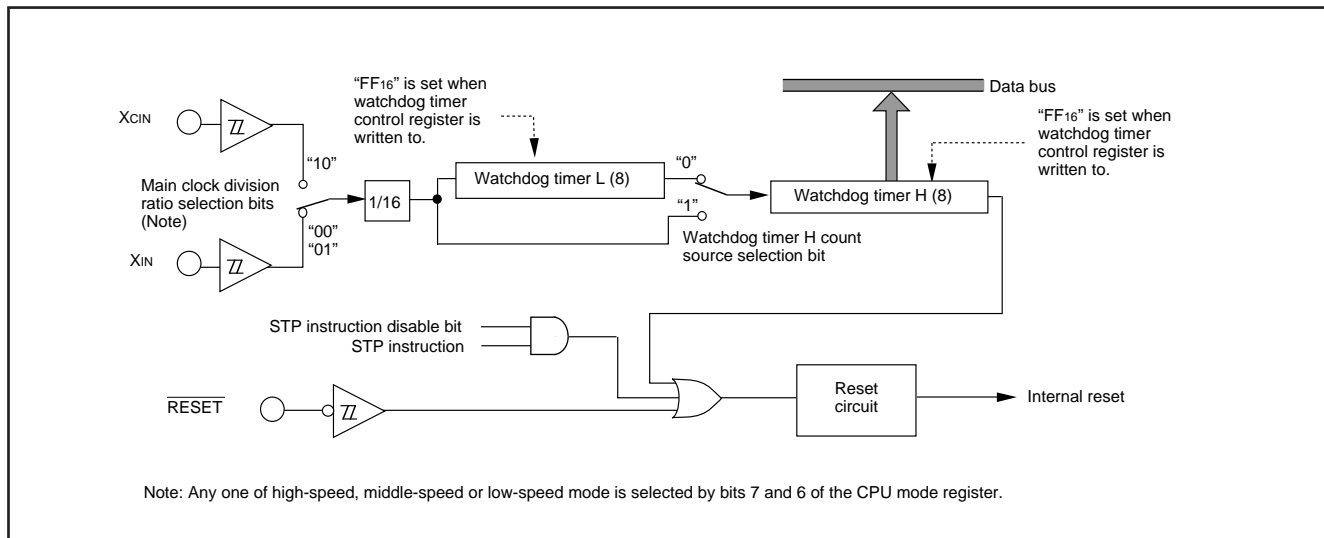 “FF16” is set when
watchdog timer
control register is
written to.
Data bus
“FF16” is set when
watchdog timer
control register is
written to.
XCIN
“10”
“0”
Main clock division
ratio selection bits
(Note)
1/16
Watchdog timer L (8)
Watchdog timer H (8)
“1”
“00”
“01”
Watchdog timer H count
source selection bit
XIN
STP instruction disable bit
STP instruction
RESET
Reset
circuit
Internal reset
Note: Any one of high-speed, middle-speed or low-speed mode is selected by bits 7 and 6 of the CPU mode register.